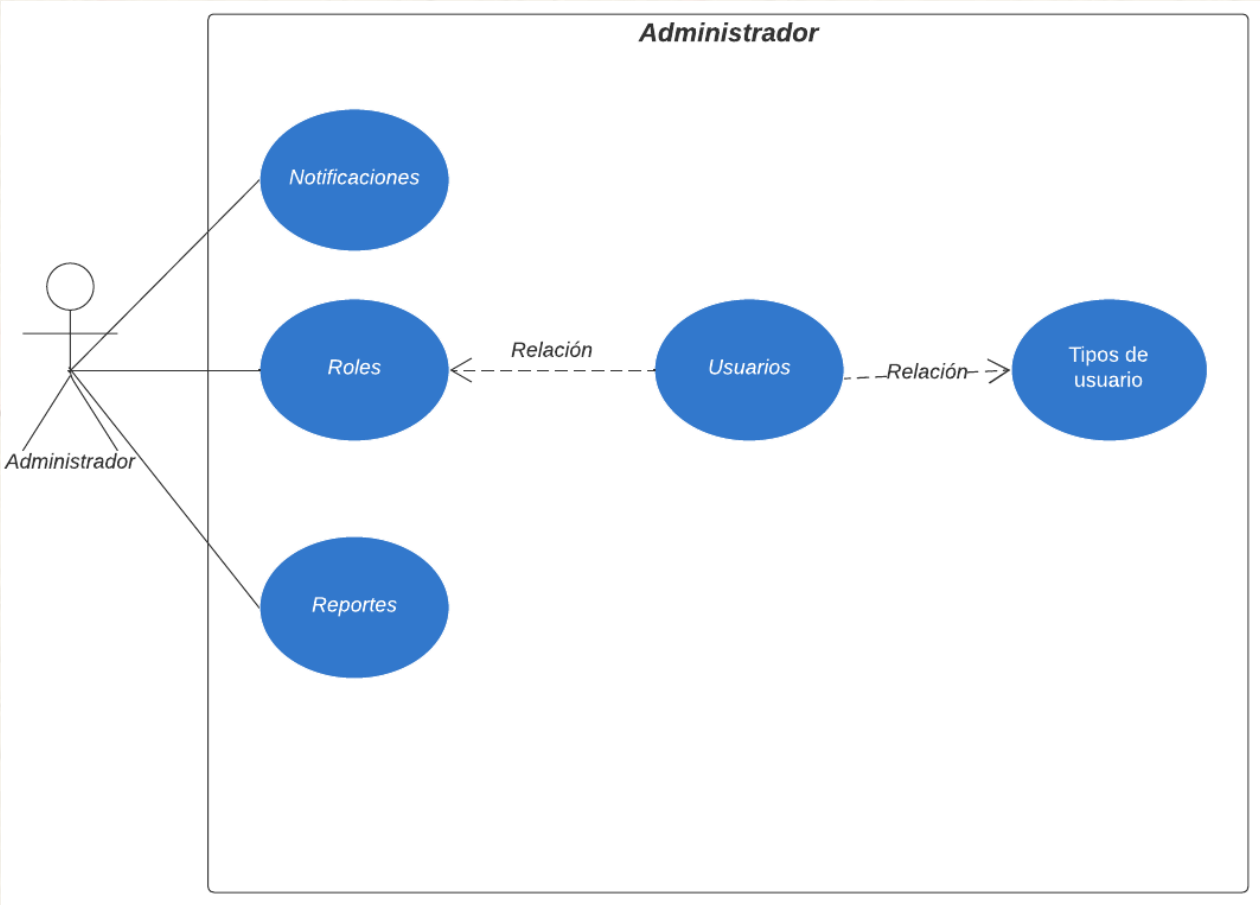 Administrador
Notificaciones
Roles
Relación
Usuarios
Relación
Tipos de
usuario
Administrador
Reportes